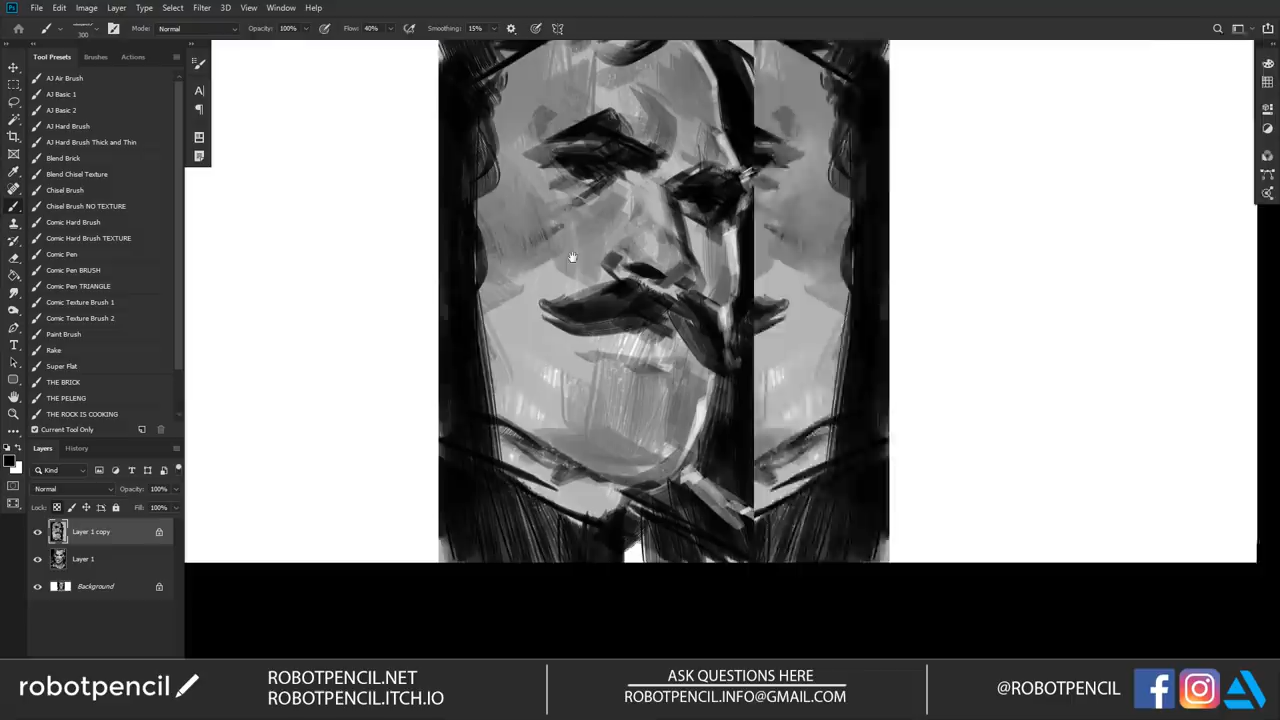 Ps File Edit Image Layer Type Select Filter 3D View Window Help
300 Mode: Normal Opacity: 100% Flow: 40% Smoothing: 15%
Tool Presets Brushes Actions
AJ Air Brush
AJ Basic 1
AJ Basic 2
AJ Hard Brush
AJ Hard Brush Thick and Thin
Blend Brick
Blend Chisel Texture
Chisel Brush
Chisel Brush NO TEXTURE
Comic Hard Brush
Comic Hard Brush TEXTURE
Comic Pen
Comic Pen BRUSH
Comic Pen TRIANGLE
Comic Texture Brush 1
Comic Texture Brush 2
Paint Brush
Rake
Super Flat
THE BRICK
THE PELENG
THE ROCK IS COOKING
Current Tool Only
Layers History
Kind
Normal Opacity: 100%
Lock: Fill: 100%
Layer 1 copy
Layer 1
Background
robotpencil
ROBOTPENCIL.NET
ROBOTPENCIL.ITCH.IO
ASK QUESTIONS HERE
ROBOTPENCIL.INFO@GMAIL.COM
@ROBOTPENCIL